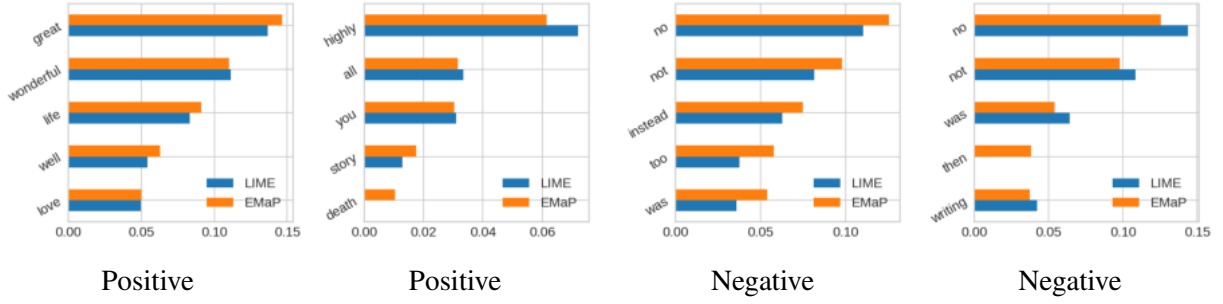 great
wonderful
life
well
love
LIME
EMaP
0.00 0.05 0.10 0.15
Positive
highly
all
you
story
death
LIME
EMaP
0.00 0.02 0.04 0.06
Positive
no
not
instead
too
was
LIME
EMaP
0.00 0.05 0.10
Negative
no
not
was
then
writing
LIME
EMaP
0.00 0.05 0.10 0.15
Negative